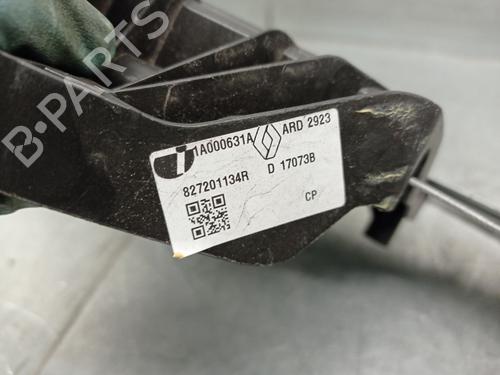 1A000631A ARD 2923
827201134R D 17073B
CP
B-PARTS